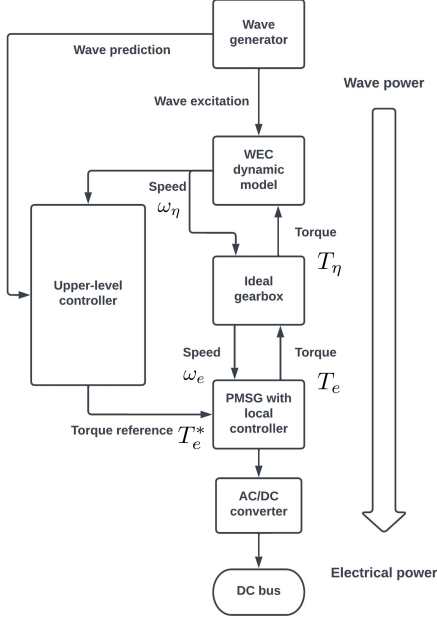 Wave
generator
Wave prediction
Wave power
Wave excitation
WEC
dynamic
model
Speed
ω_η
Torque
T_η
Upper-level
controller
Ideal
gearbox
Speed
ω_e
Torque
T_e
PMSG with
local
controller
Torque reference T_e^*
AC/DC
converter
Electrical power
DC bus